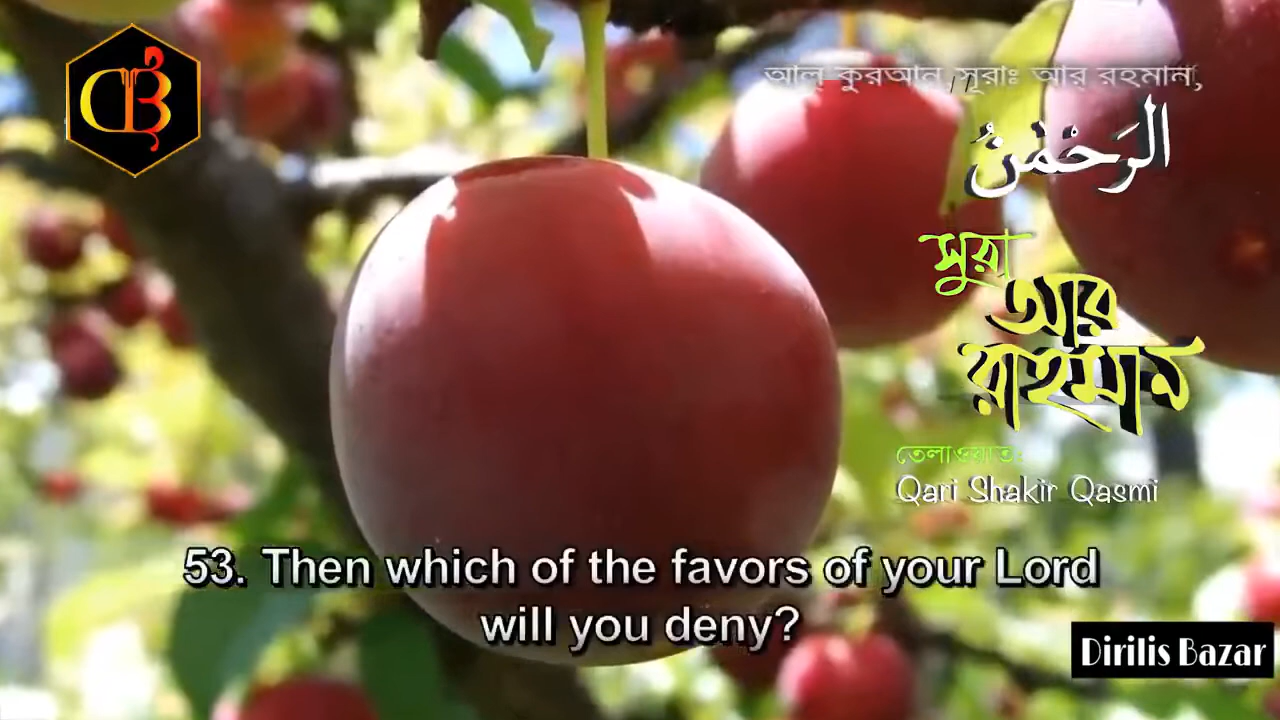 আল কুরআন সূরাঃ আর রহমান,
الرَحْمٰنُ
সুরা
আর
রাহমান
তেলাওয়াতঃ
Qari Shakir Qasmi
53. Then which of the favors of your Lord
will you deny?
Dirilis Bazar